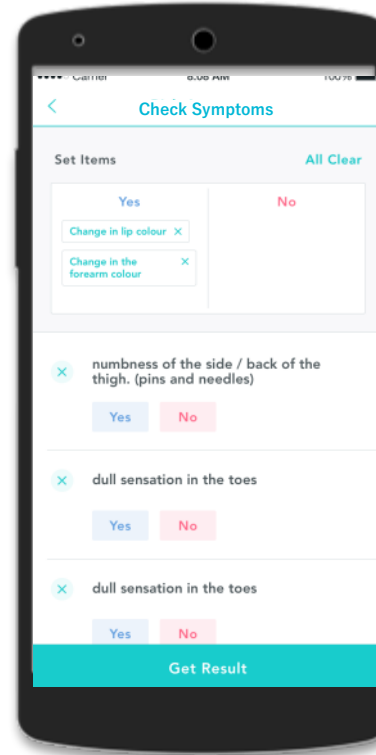 Carrier 8:08 AM 100%
Check Symptoms
Set Items All Clear
Yes No
Change in lip colour ×
Change in the ×
forearm colour
numbness of the side / back of the
thigh. (pins and needles)
Yes No
dull sensation in the toes
Yes No
dull sensation in the toes
Yes No
Get Result